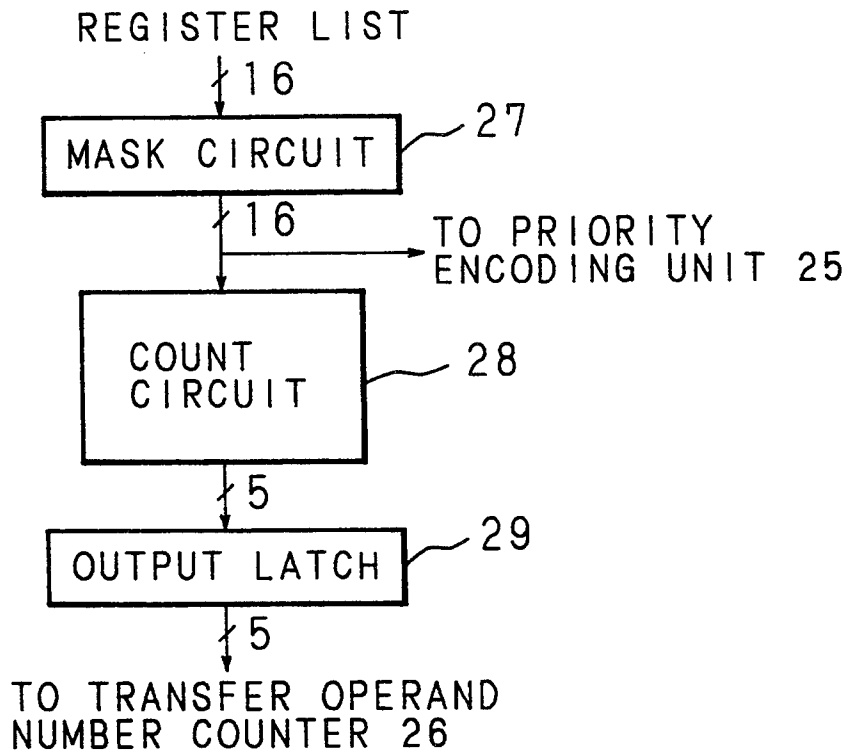 REGISTER LIST
16
MASK CIRCUIT
27
16
TO PRIORITY
ENCODING UNIT 25
COUNT
CIRCUIT
28
5
OUTPUT LATCH
29
5
TO TRANSFER OPERAND
NUMBER COUNTER 26